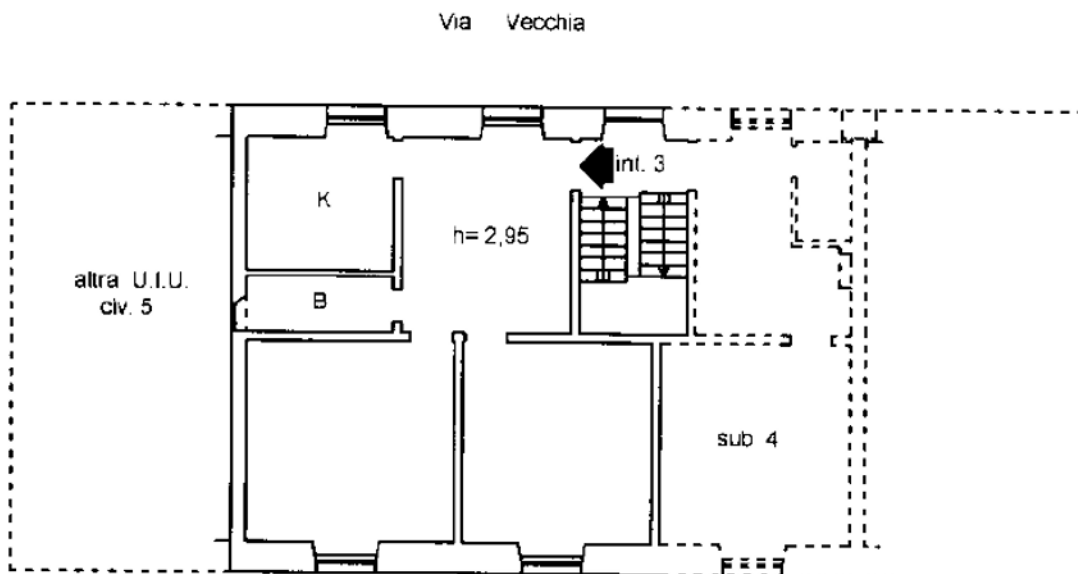 Via Vecchia
int. 3
K
h= 2,95
altra U.I.U.
civ. 5
B
sub 4